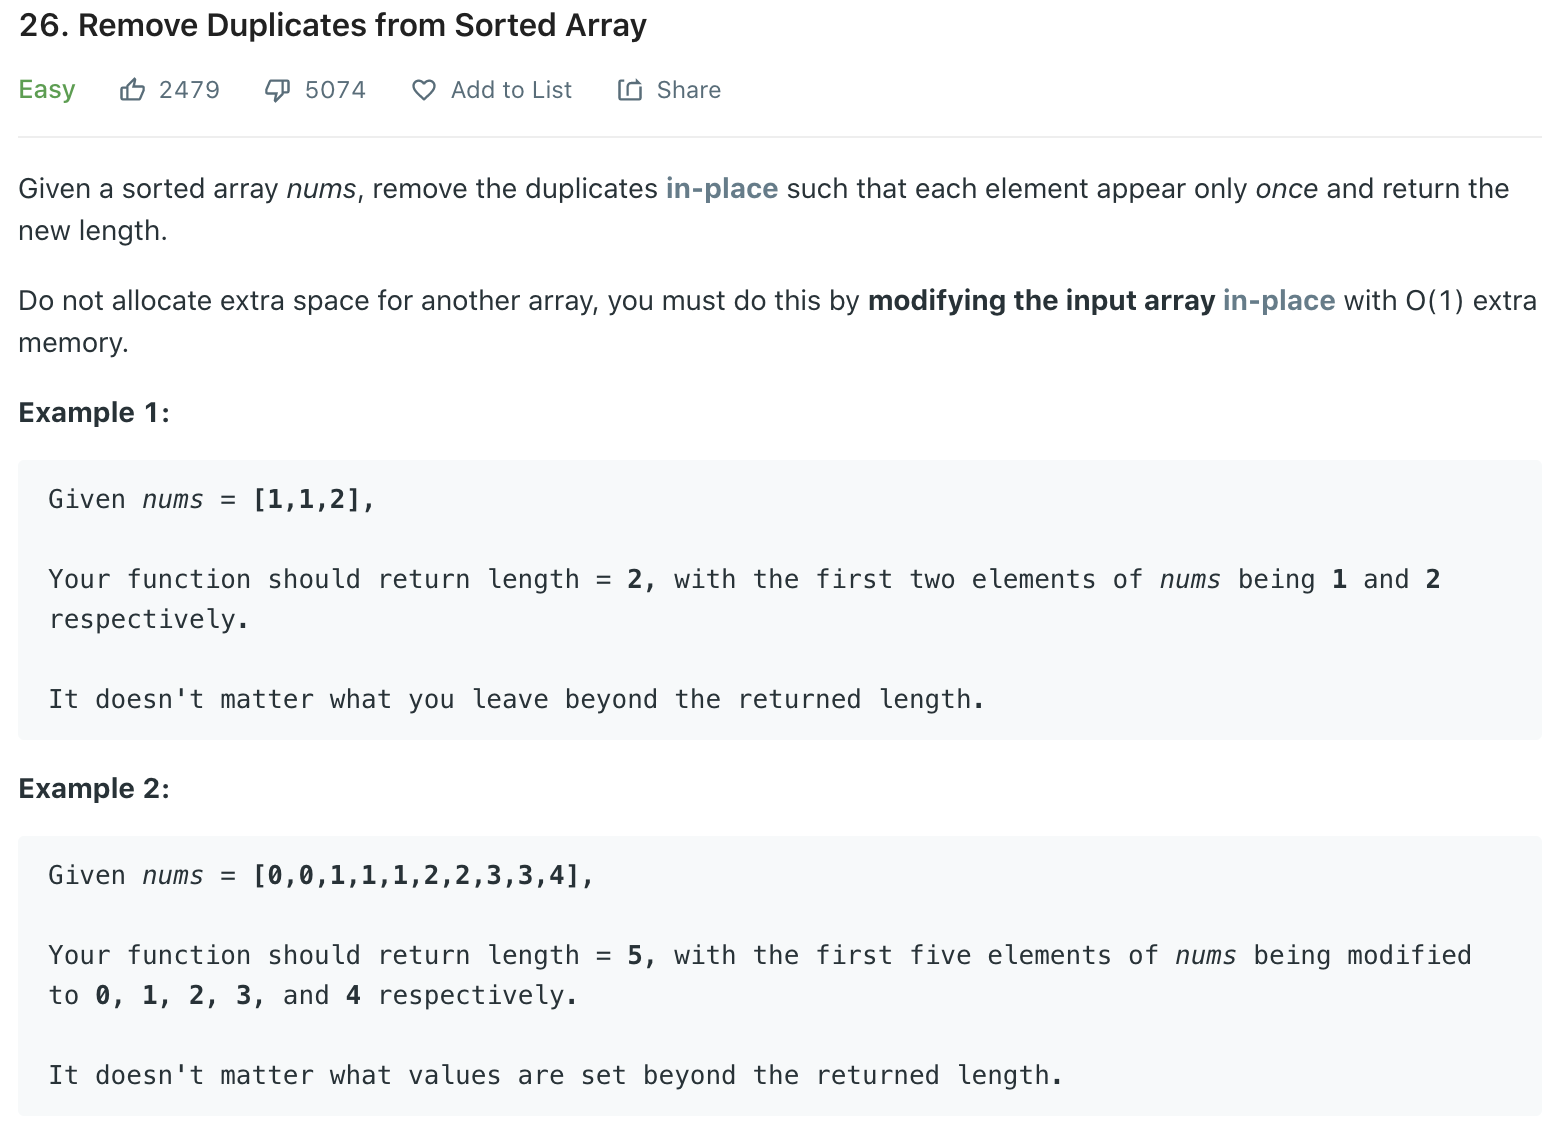 26. Remove Duplicates from Sorted Array
Easy 2479 5074 Add to List Share
Given a sorted array nums, remove the duplicates in-place such that each element appear only once and return the
new length.
Do not allocate extra space for another array, you must do this by modifying the input array in-place with O(1) extra
memory.
Example 1:
Given nums = [1,1,2],
Your function should return length = 2, with the first two elements of nums being 1 and 2
respectively.
It doesn't matter what you leave beyond the returned length.
Example 2:
Given nums = [0,0,1,1,1,2,2,3,3,4],
Your function should return length = 5, with the first five elements of nums being modified
to 0, 1, 2, 3, and 4 respectively.
It doesn't matter what values are set beyond the returned length.